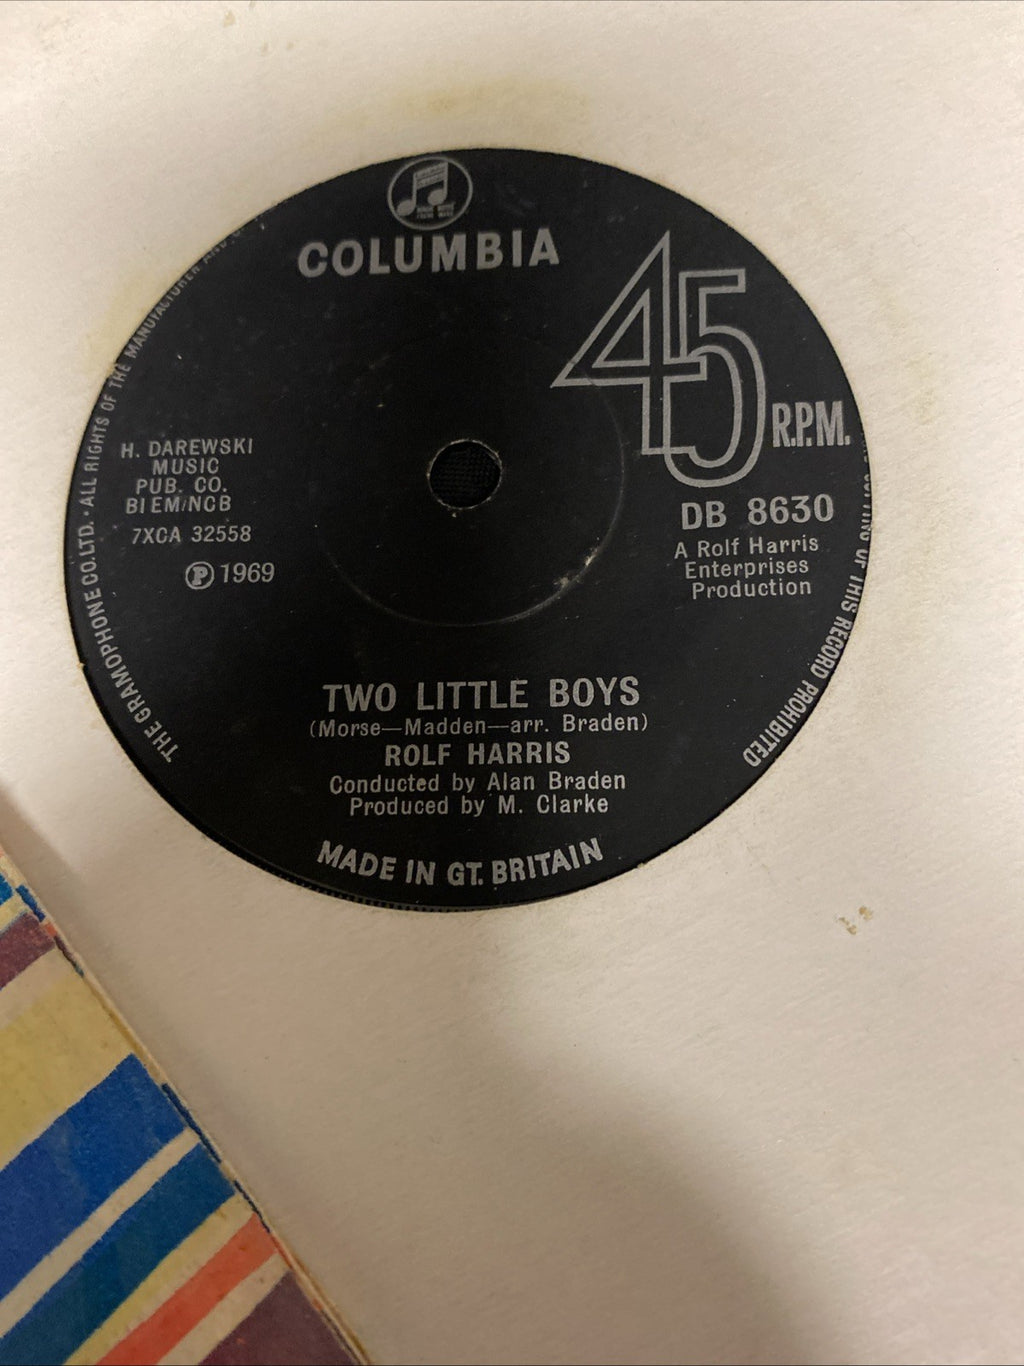 COLUMBIA
45
R.P.M.
H. DAREWSKI
MUSIC
PUB. CO.
BIEM/NCB
7XCA 32558
Ⓟ 1969
DB 8630
A Rolf Harris
Enterprises
Production
TWO LITTLE BOYS
(Morse—Madden—arr. Braden)
ROLF HARRIS
Conducted by Alan Braden
Produced by M. Clarke
MADE IN GT. BRITAIN
THE GRAMOPHONE CO. LTD. · ALL RIGHTS OF THE MANUFACTURER AND
OF THIS RECORD PROHIBITED